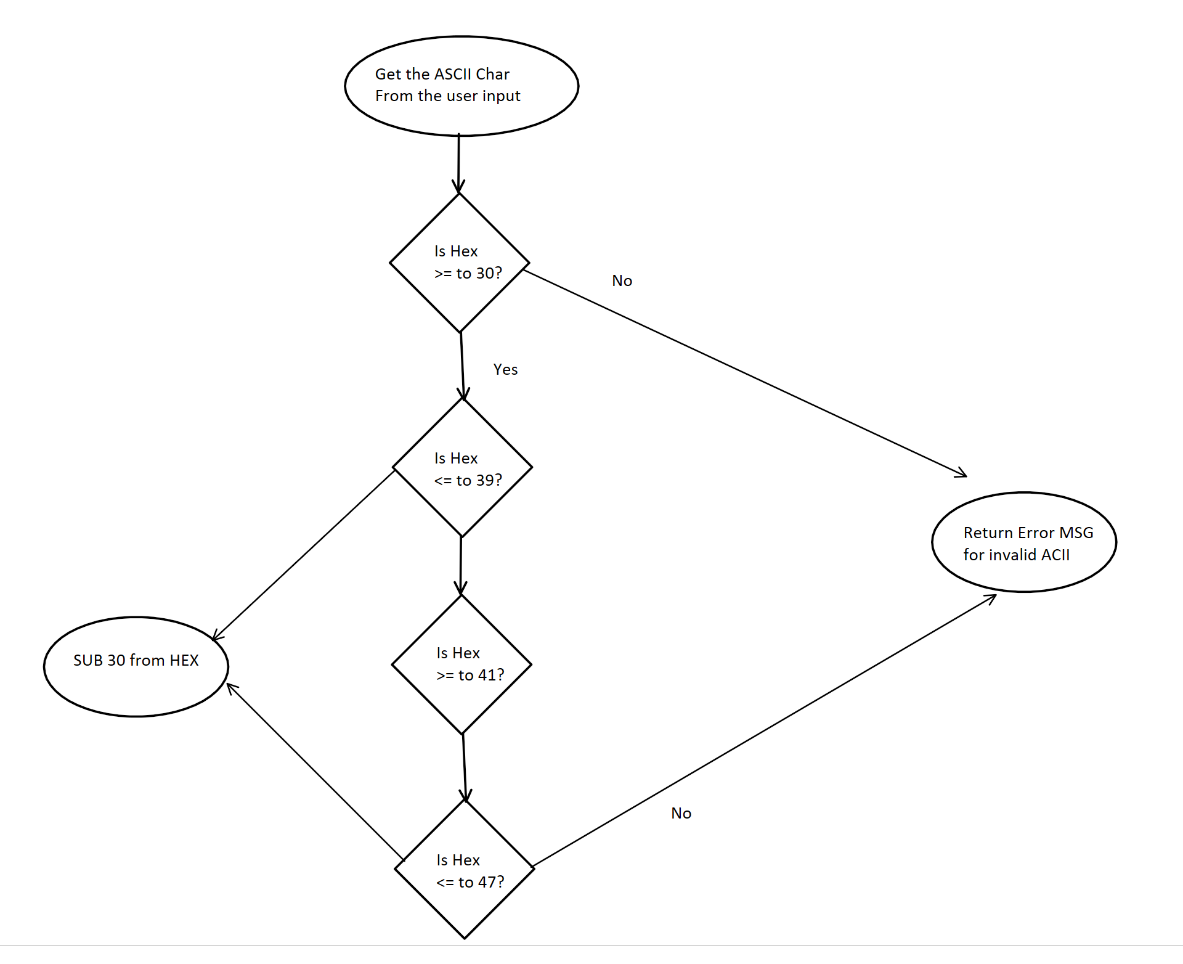 Get the ASCII Char
From the user input
Is Hex
>= to 30?
No
Yes
Is Hex
<= to 39?
Return Error MSG
for invalid ACII
SUB 30 from HEX
Is Hex
>= to 41?
No
Is Hex
<= to 47?